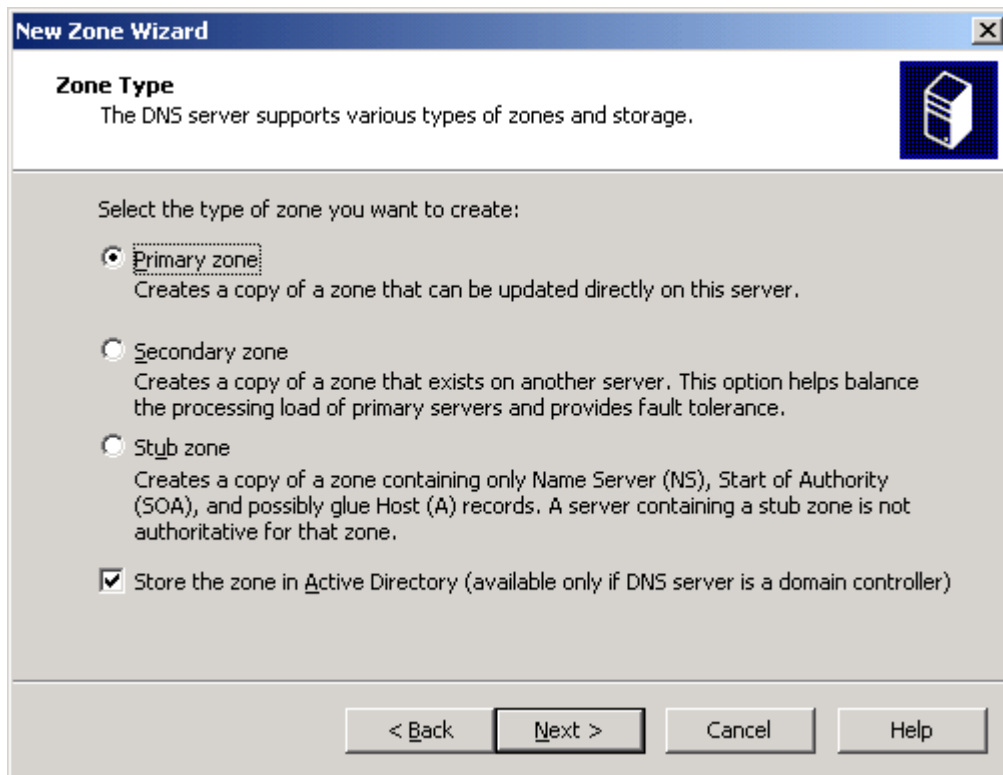 New Zone Wizard
Zone Type
The DNS server supports various types of zones and storage.
Select the type of zone you want to create:
Primary zone
Creates a copy of a zone that can be updated directly on this server.
Secondary zone
Creates a copy of a zone that exists on another server. This option helps balance
the processing load of primary servers and provides fault tolerance.
Stub zone
Creates a copy of a zone containing only Name Server (NS), Start of Authority
(SOA), and possibly glue Host (A) records. A server containing a stub zone is not
authoritative for that zone.
Store the zone in Active Directory (available only if DNS server is a domain controller)
< Back Next > Cancel Help